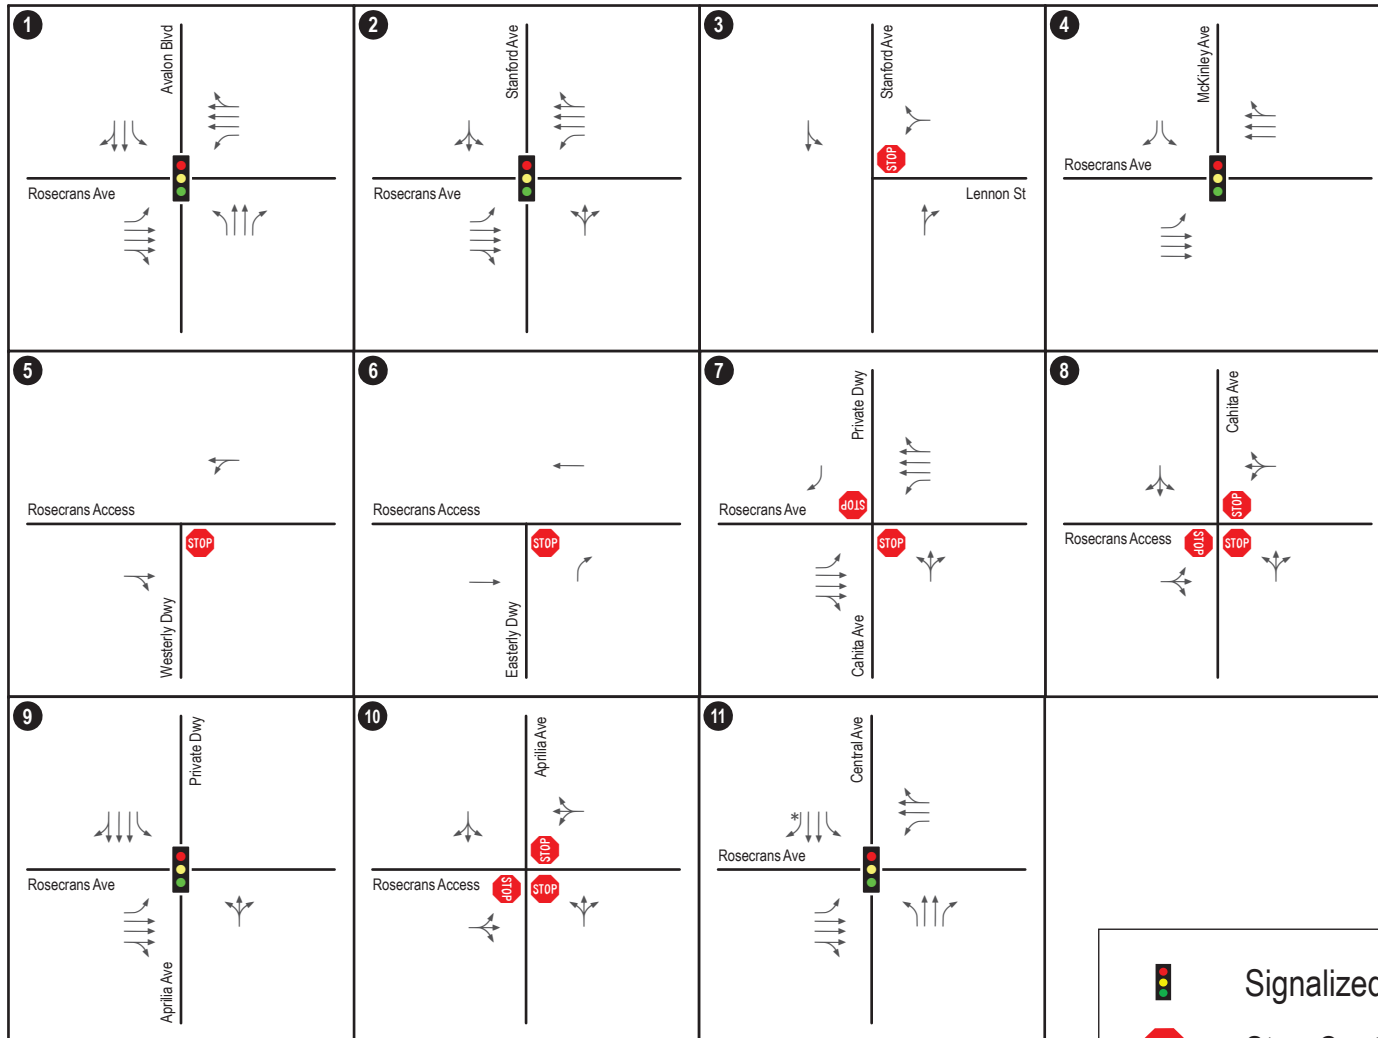 1
Avalon Blvd
Rosecrans Ave
2
Stanford Ave
Rosecrans Ave
3
Stanford Ave
STOP
Lennon St
4
McKinley Ave
Rosecrans Ave
5
Rosecrans Access
STOP
Westerly Dwy
6
Rosecrans Access
STOP
Easterly Dwy
7
Private Dwy
STOP
Rosecrans Ave
STOP
Cahita Ave
8
Cahita Ave
STOP
Rosecrans Access
STOP
STOP
9
Private Dwy
Rosecrans Ave
Aprilia Ave
10
Aprilia Ave
STOP
Rosecrans Access
STOP
STOP
11
Central Ave
*
Rosecrans Ave
Signalized